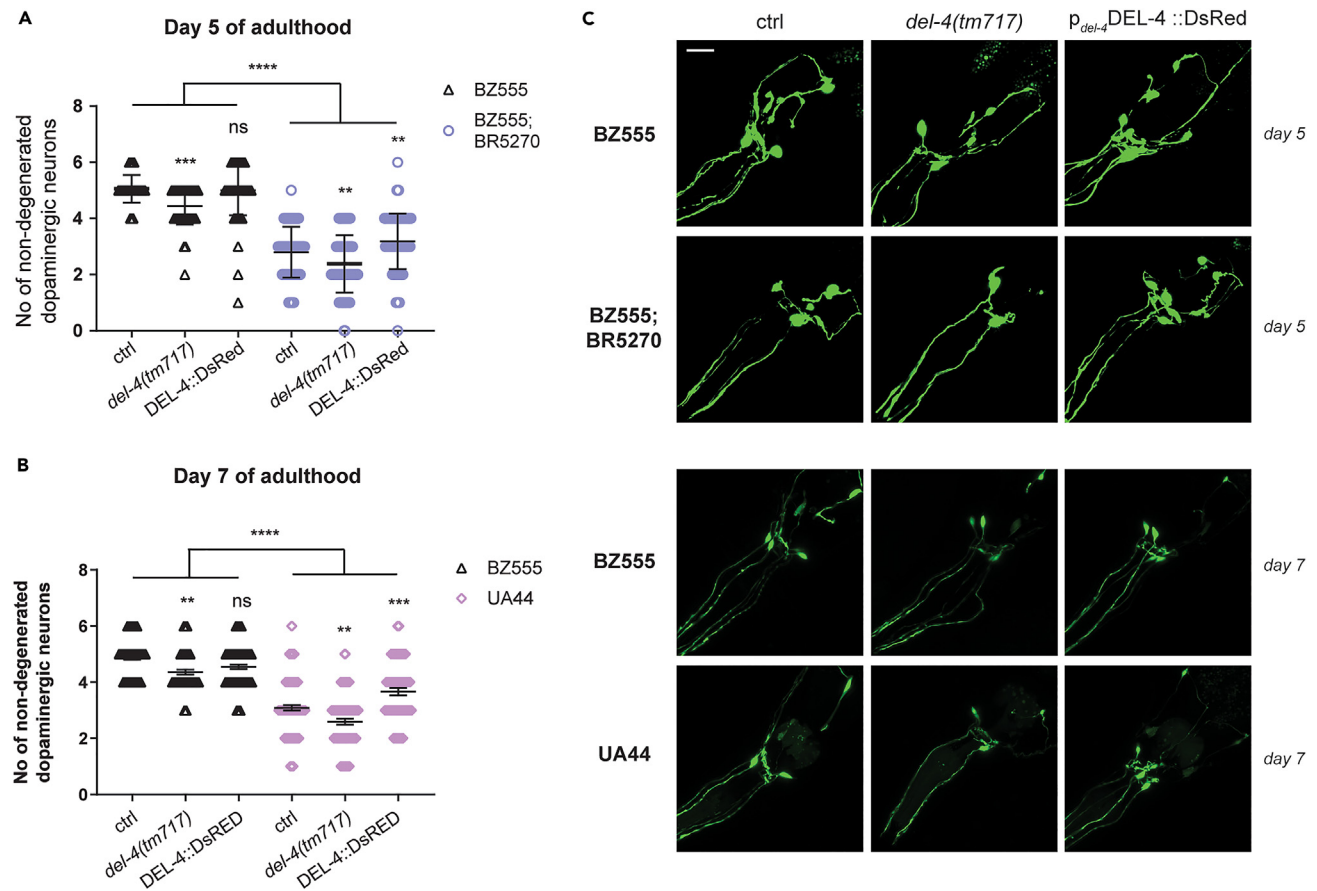 A
Day 5 of adulthood
****
8
6
4
2
0
No of non-degenerated
dopaminergic neurons
***
ns
**
**
BZ555
BZ555;
BR5270
ctrl
del-4(tm717)
DEL-4::DsRed
ctrl
del-4(tm717)
DEL-4::DsRed
B
Day 7 of adulthood
****
8
6
4
2
0
No of non-degenerated
dopaminergic neurons
**
ns
**
***
BZ555
UA44
ctrl
del-4(tm717)
DEL-4::DsRED
ctrl
del-4(tm717)
DEL-4::DsRED
C
ctrl
del-4(tm717)
pdel-4DEL-4 ::DsRed
BZ555
day 5
BZ555;
BR5270
day 5
BZ555
day 7
UA44
day 7